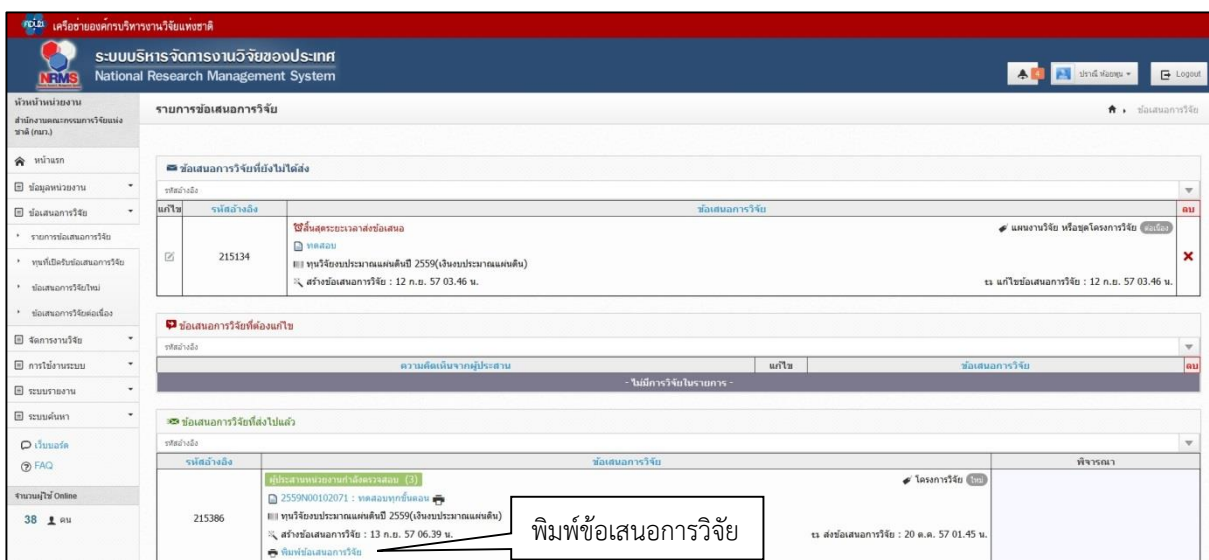 เครือข่ายองค์กรบริหารงานวิจัยแห่งชาติ
ระบบบริหารจัดการงานวิจัยของประเทศ
NRMS
National Research Management System
4
ปราณี
Logout
หัวหน้าหน่วยงาน
สำนักงานคณะกรรมการวิจัยแห่ง
ชาติ (กมว.)
รายการข้อเสนอการวิจัย
ข้อเสนอการวิจัย
หน้าแรก
ข้อมูลหน่วยงาน
ข้อเสนอการวิจัย
รายการข้อเสนอการวิจัย
ทุนที่เปิดรับข้อเสนอการวิจัย
ข้อเสนอการวิจัยใหม่
ข้อเสนอการวิจัยต่อเนื่อง
จัดการงานวิจัย
การใช้งานระบบ
ระบบรายงาน
ระบบค้นหา
เว็บบอร์ด
FAQ
จำนวนผู้ใช้ Online
38 คน
ข้อเสนอการวิจัยที่ยังไม่ได้ส่ง
รหัสอ้างอิง
แก้ไข รหัสอ้างอิง ข้อเสนอการวิจัย ลบ
สิ้นสุดระยะเวลาส่งข้อเสนอ แผนงานวิจัย หรือชุดโครงการวิจัย ต่อเนื่อง
215134 ทดสอบ
ทุนวิจัยงบประมาณแผ่นดินปี 2559(เงินงบประมาณแผ่นดิน)
สร้างข้อเสนอการวิจัย : 12 ก.ย. 57 03.46 น. แก้ไขข้อเสนอการวิจัย : 12 ก.ย. 57 03.46 น.
ข้อเสนอการวิจัยที่ต้องแก้ไข
รหัสอ้างอิง
ความคิดเห็นจากผู้ประสาน แก้ไข ข้อเสนอการวิจัย ลบ
- ไม่มีการวิจัยในรายการ -
ข้อเสนอการวิจัยที่ส่งไปแล้ว
รหัสอ้างอิง
รหัสอ้างอิง ข้อเสนอการวิจัย พิจารณา
ผู้ประสานหน่วยงานกำลังตรวจสอบ (3) โครงการวิจัย ใหม่
2559N00102071 : ทดสอบทุกขั้นตอน
215386 ทุนวิจัยงบประมาณแผ่นดินปี 2559(เงินงบประมาณแผ่นดิน)
สร้างข้อเสนอการวิจัย : 13 ก.ย. 57 06.39 น. ส่งข้อเสนอการวิจัย : 20 ต.ค. 57 01.45 น.
พิมพ์ข้อเสนอการวิจัย
พิมพ์ข้อเสนอการวิจัย